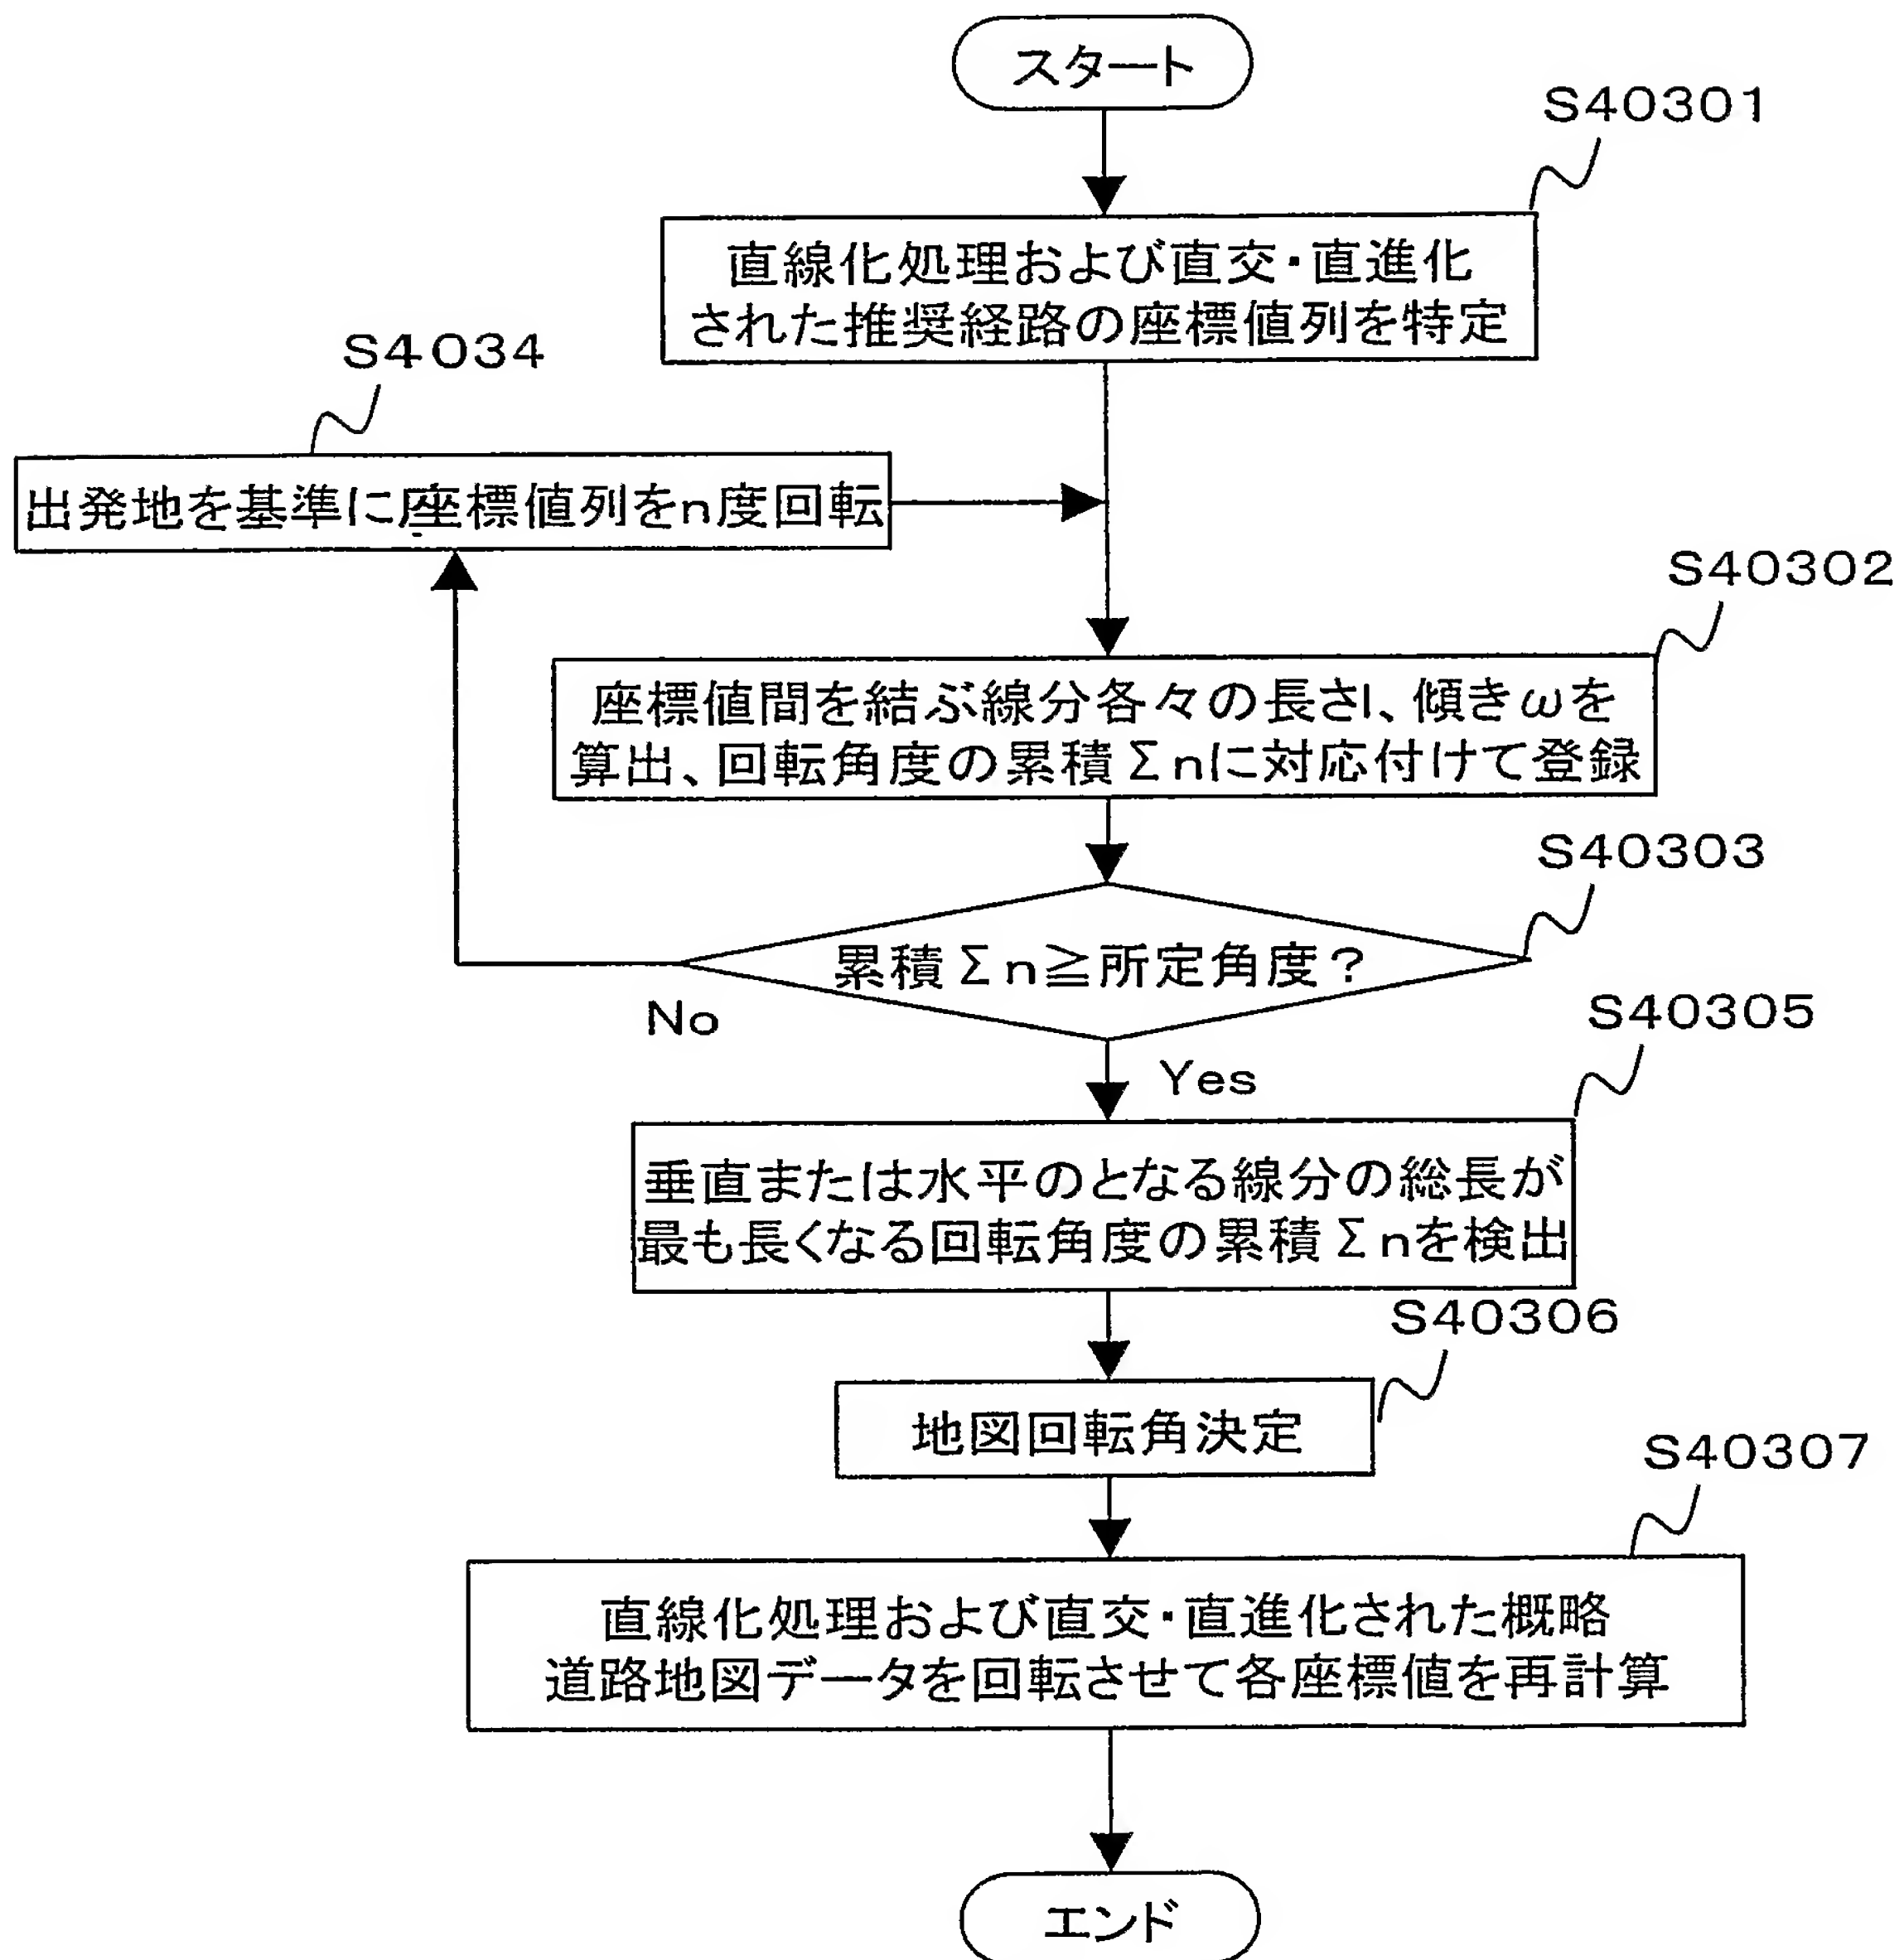 スタート
S40301
直線化処理および直交・直進化
された推奨経路の座標値列を特定
S4034
出発地を基準に座標値列をn度回転
S40302
座標値間を結ぶ線分各々の長さl、傾きωを
算出、回転角度の累積Σnに対応付けて登録
S40303
累積Σn≧所定角度？
No
Yes
S40305
垂直または水平のとなる線分の総長が
最も長くなる回転角度の累積Σnを検出
S40306
地図回転角決定
S40307
直線化処理および直交・直進化された概略
道路地図データを回転させて各座標値を再計算
エンド